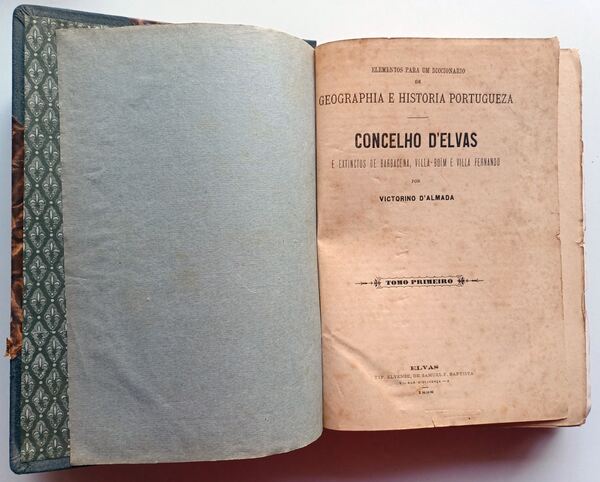 ELEMENTOS PARA UM DICCIONARIO
DE
GEOGRAPHIA E HISTORIA PORTUGUEZA
CONCELHO D'ELVAS
E EXTINCTOS DE BARBACENA, VILLA-BOIM E VILLA FERNANDO
POR
VICTORINO D'ALMADA
TOMO PRIMEIRO
ELVAS
TYP. ELVENSE, DE SAMUEL F. BAPTISTA